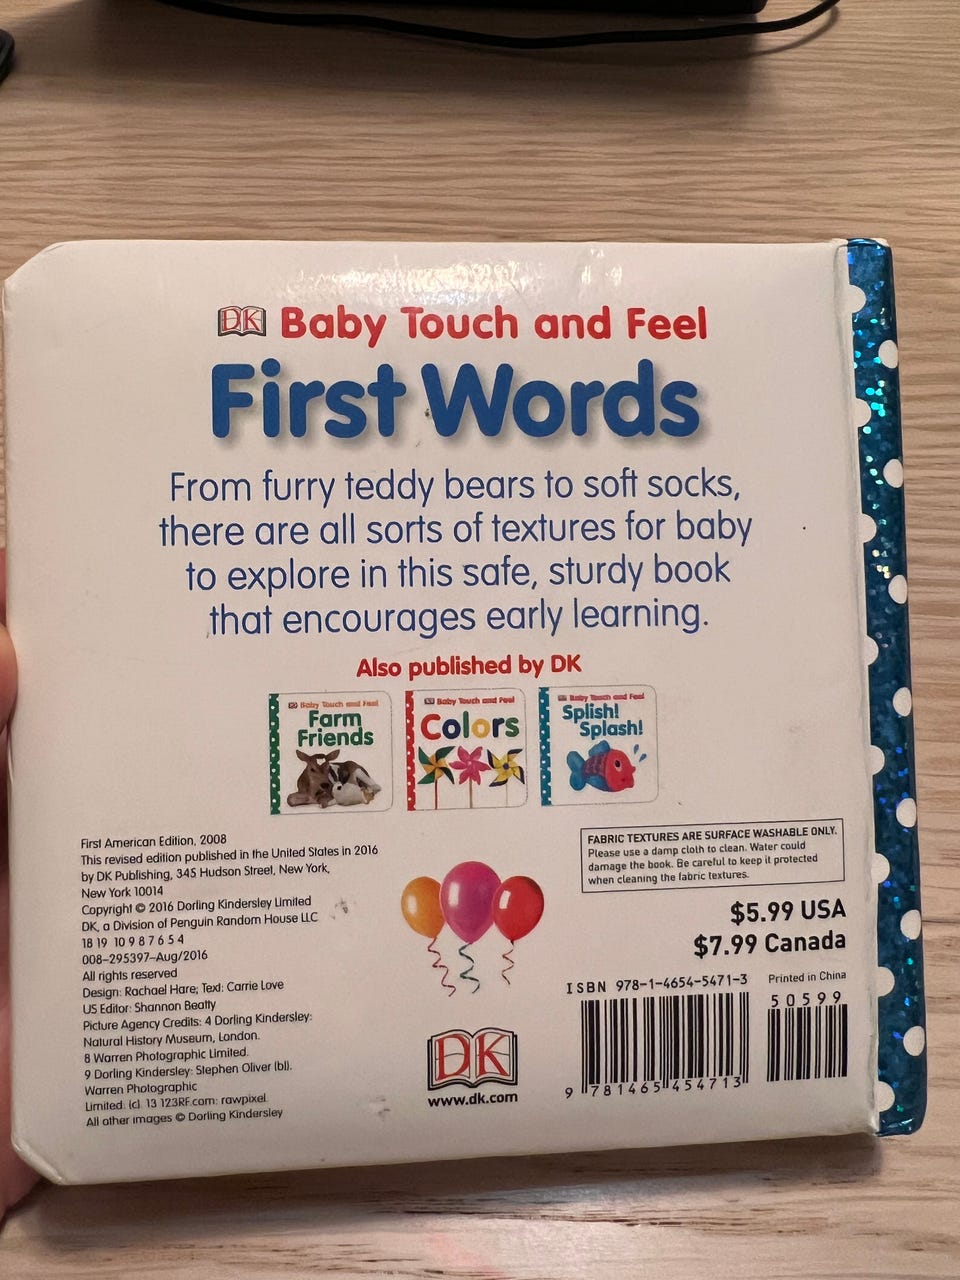 DK Baby Touch and Feel
First Words
From furry teddy bears to soft socks,
there are all sorts of textures for baby
to explore in this safe, sturdy book
that encourages early learning.
Also published by DK
DK Baby Touch and Feel
Farm
Friends
DK Baby Touch and Feel
Colors
DK Baby Touch and Feel
Splish!
Splash!
First American Edition, 2008
This revised edition published in the United States in 2016
by DK Publishing, 345 Hudson Street, New York,
New York 10014
Copyright © 2016 Dorling Kindersley Limited
DK, a Division of Penguin Random House LLC
18 19 10 9 8 7 6 5 4
008–295397–Aug/2016
All rights reserved
Design: Rachael Hare; Text: Carrie Love
US Editor: Shannon Beatty
Picture Agency Credits: 4 Dorling Kindersley:
Natural History Museum, London.
8 Warren Photographic Limited.
9 Dorling Kindersley: Stephen Oliver (bl).
Warren Photographic
Limited: (c). 13 123RF.com: rawpixel.
All other images © Dorling Kindersley
DK
www.dk.com
FABRIC TEXTURES ARE SURFACE WASHABLE ONLY.
Please use a damp cloth to clean. Water could
damage the book. Be careful to keep it protected
when cleaning the fabric textures.
$5.99 USA
$7.99 Canada
ISBN 978-1-4654-5471-3
Printed in China
50599
9 781465 454713